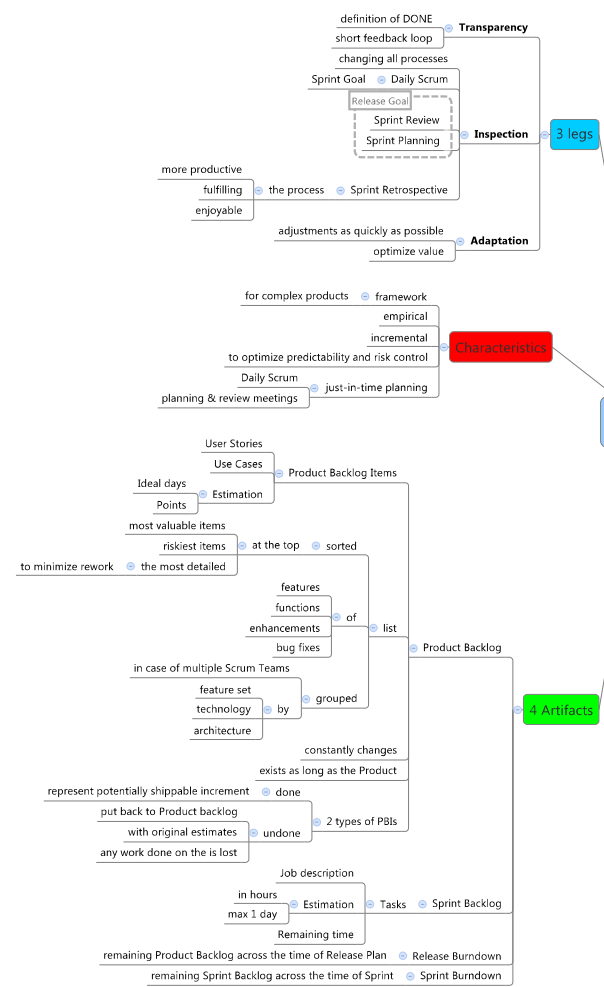 definition of DONE
Transparency
short feedback loop
changing all processes
Sprint Goal Daily Scrum
Release Goal
Sprint Review
Inspection
3 legs
Sprint Planning
more productive
fulfilling the process Sprint Retrospective
enjoyable
adjustments as quickly as possible
Adaptation
optimize value
for complex products framework
empirical
incremental
Characteristics
to optimize predictability and risk control
Daily Scrum
just-in-time planning
planning & review meetings
User Stories
Use Cases
Product Backlog Items
Ideal days
Estimation
Points
most valuable items
riskiest items at the top sorted
to minimize rework the most detailed
features
functions
of
list
enhancements
bug fixes
Product Backlog
in case of multiple Scrum Teams
feature set
grouped
technology by
architecture
4 Artifacts
constantly changes
exists as long as the Product
represent potentially shippable increment done
put back to Product backlog
2 types of PBIs
with original estimates undone
any work done on the is lost
Job description
in hours
Estimation Tasks Sprint Backlog
max 1 day
Remaining time
remaining Product Backlog across the time of Release Plan Release Burndown
remaining Sprint Backlog across the time of Sprint Sprint Burndown